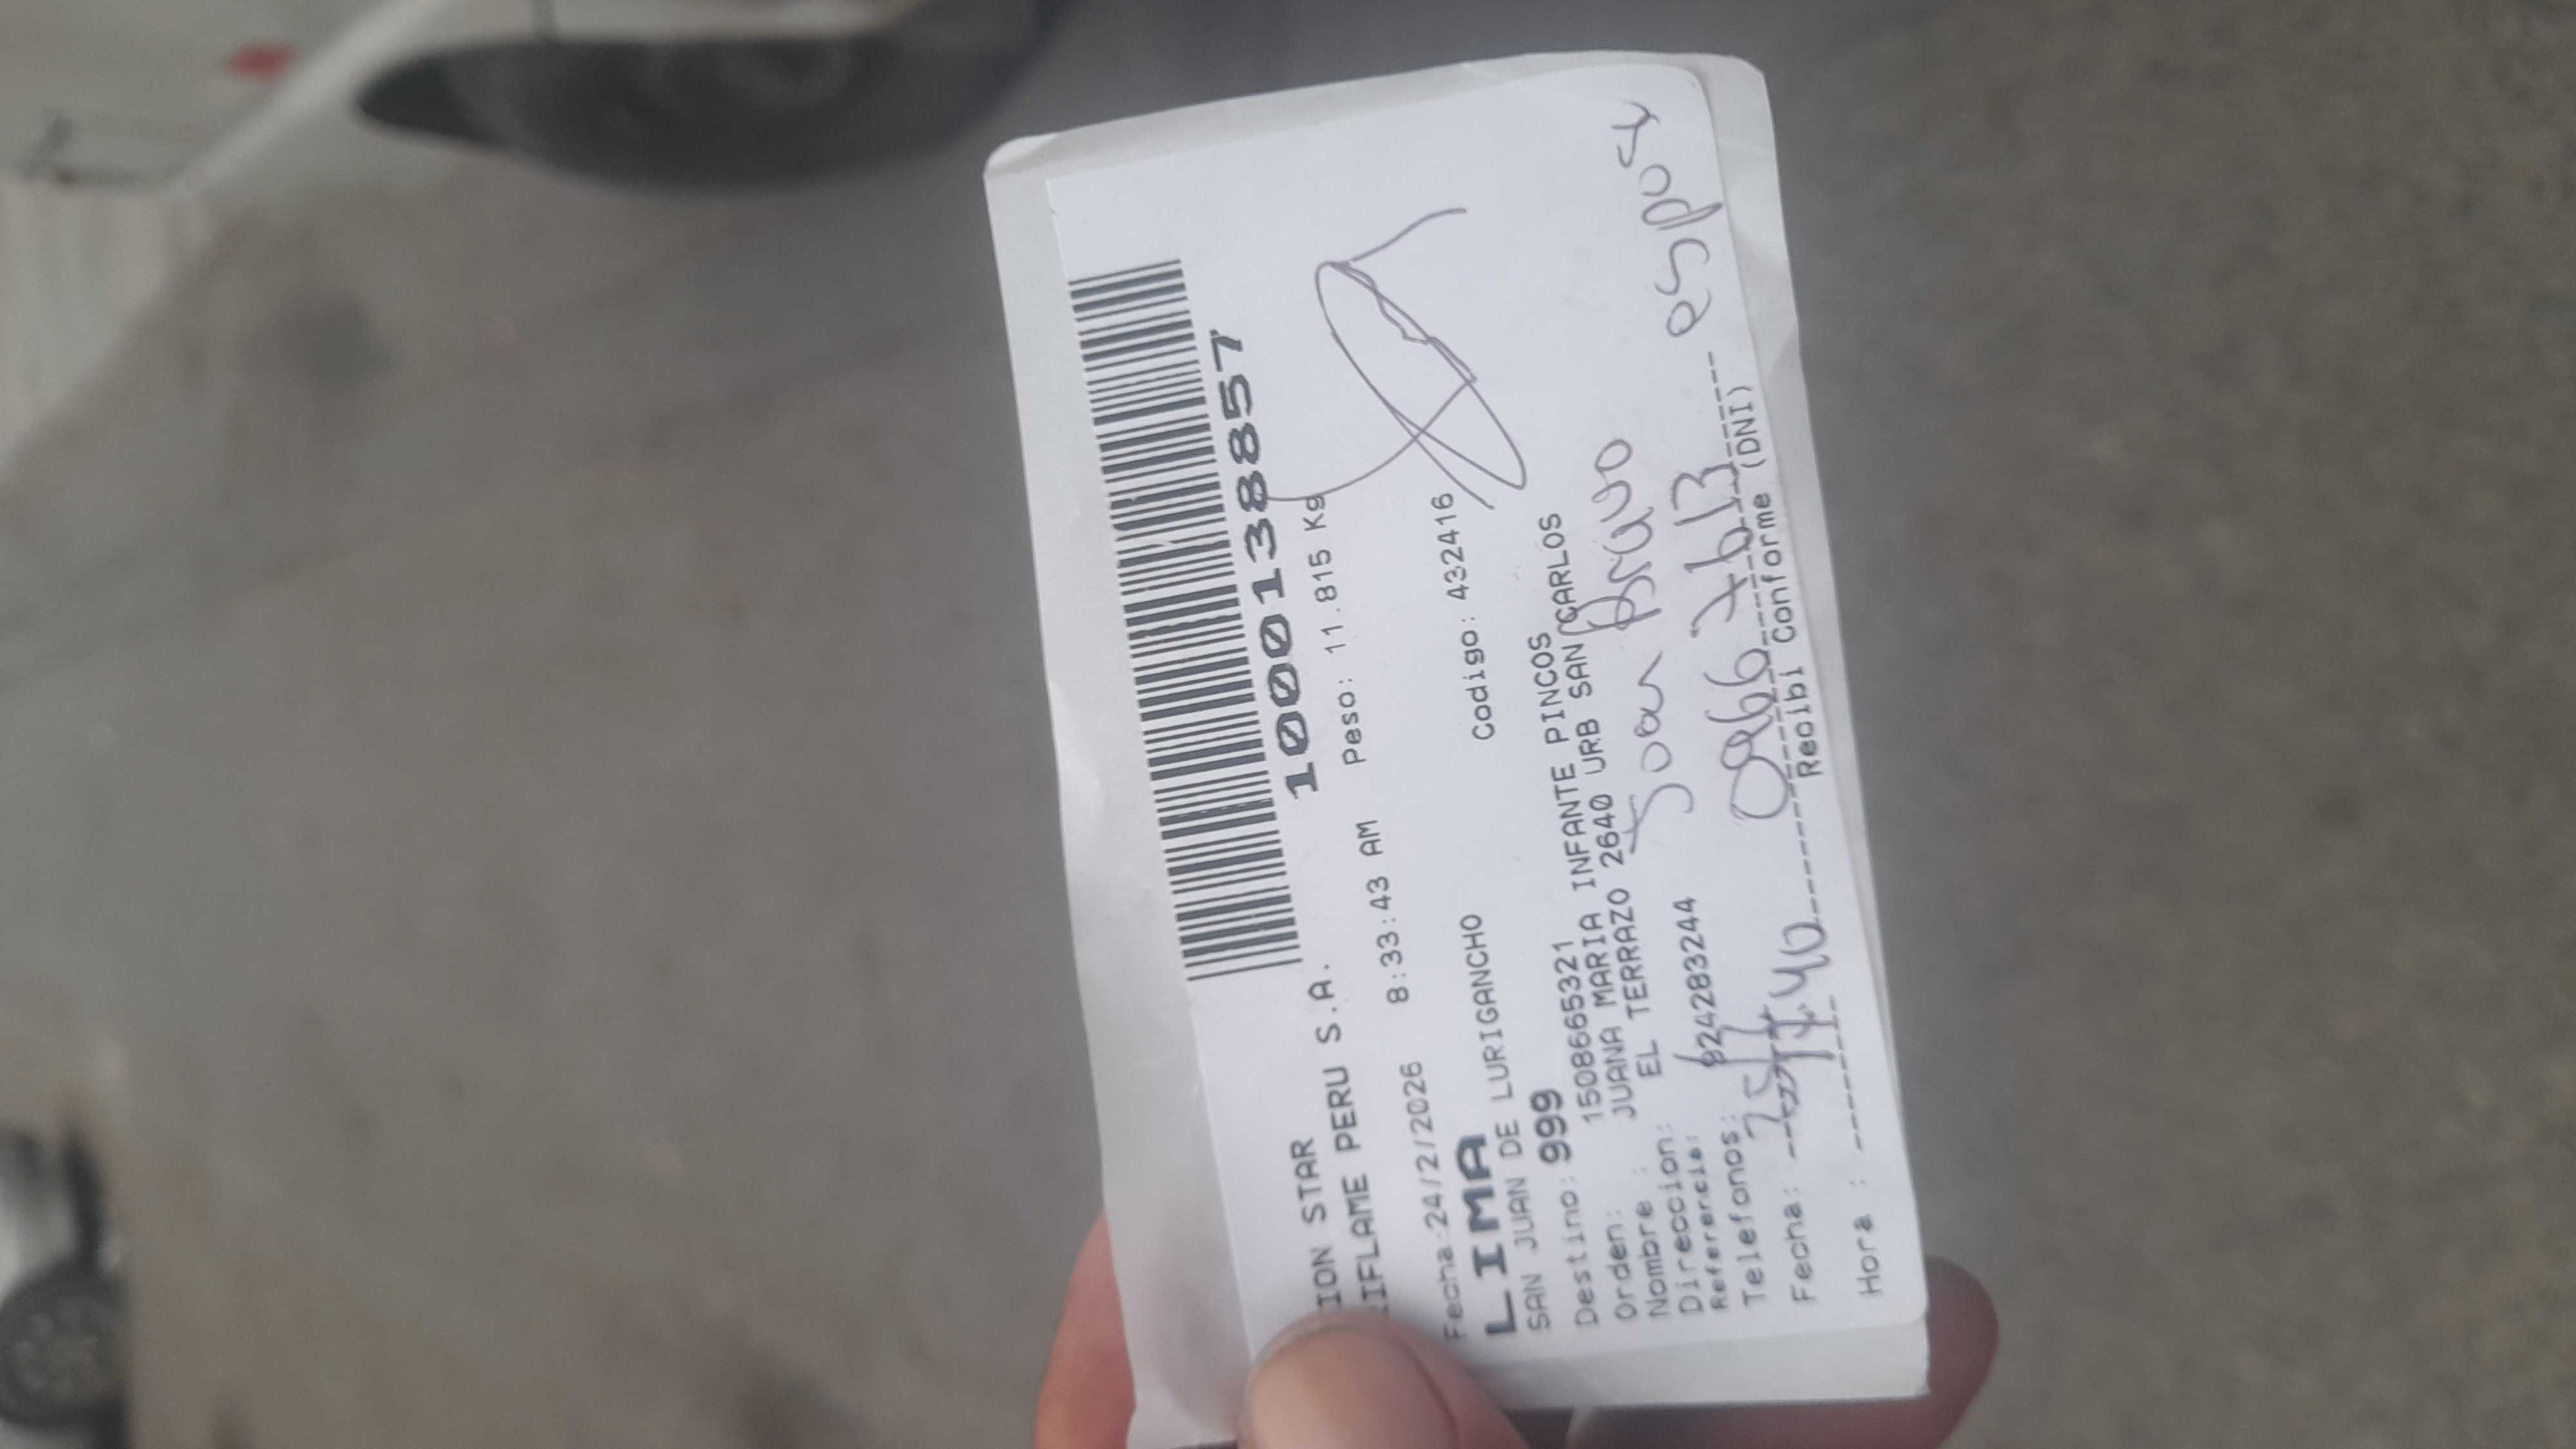 ION STAR
IFLAME PERU S.A.
10001388857
Fecha:24/2/2026 8:33:43 AM Peso: 11.815 Kg
LIMA
SAN JUAN DE LURIGANCHO Codigo: 432416
Destino: 999
Orden: 1508665321
Nombre : JUANA MARIA INFANTE PINCOS
Direccion: EL TERRAZO 2640 URB SAN CARLOS
Referencia:
Telefonos: 924283244
Joan Bravo
Fecha:
Hora :
Recibi Conforme (DNI)